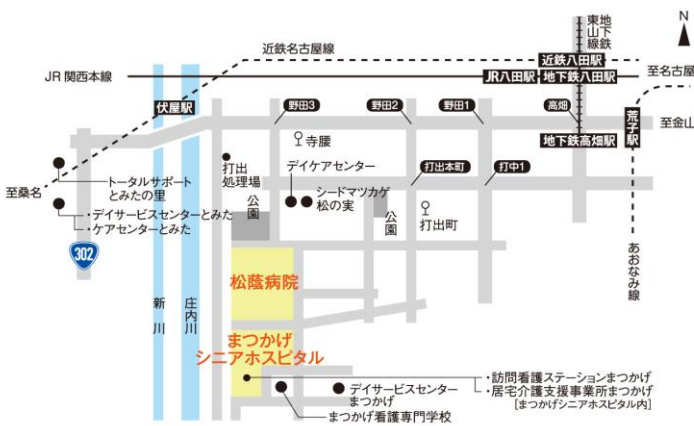 東山線
地下鉄
N
近鉄名古屋線
近鉄八田駅
JR関西本線
JR八田駅
地下鉄八田駅
至名古屋
伏屋駅
野田3
野田2
野田1
高畑
荒子駅
至金山
寺腰
地下鉄高畑駅
打出
処理場
デイケアセンター
打出本町
打中1
至桑名
トータルサポート
とみたの里
シードマツカゲ
松の実
公園
公園
打出町
・デイサービスセンターとみた
・ケアセンターとみた
302
あおなみ線
松蔭病院
新川
庄内川
まつかげ
シニアホスピタル
・訪問看護ステーションまつかげ
・居宅介護支援事業所まつかげ
[まつかげシニアホスピタル内]
デイサービスセンター
まつかげ
まつかげ看護専門学校